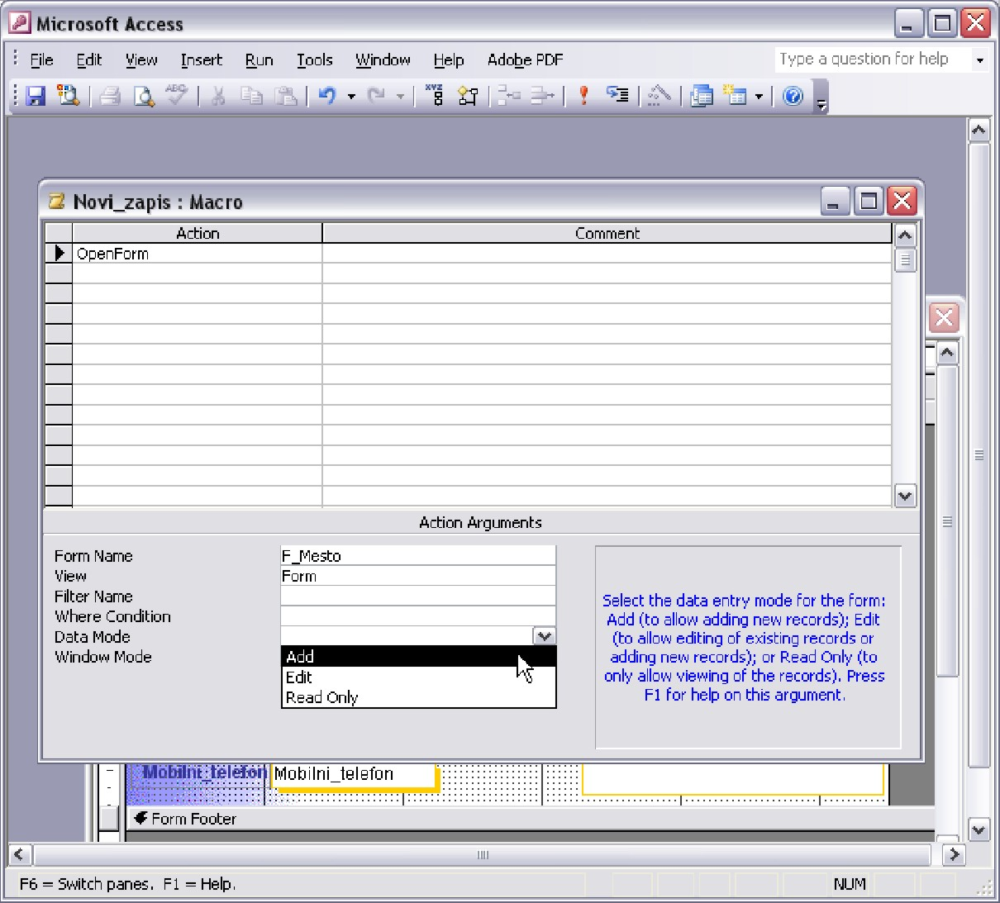 Microsoft Access
File Edit View Insert Run Tools Window Help Adobe PDF Type a question for help
XYZ
ABC
Novi_zapis : Macro
Action Comment
OpenForm
Action Arguments
Form Name F_Mesto
View Form
Filter Name
Where Condition
Data Mode
Window Mode
Add
Edit
Read Only
Select the data entry mode for the form:
Add (to allow adding new records); Edit
(to allow editing of existing records or
adding new records); or Read Only (to
only allow viewing of the records). Press
F1 for help on this argument.
Mobilni_telefon Mobilni_telefon
Form Footer
F6 = Switch panes. F1 = Help. NUM